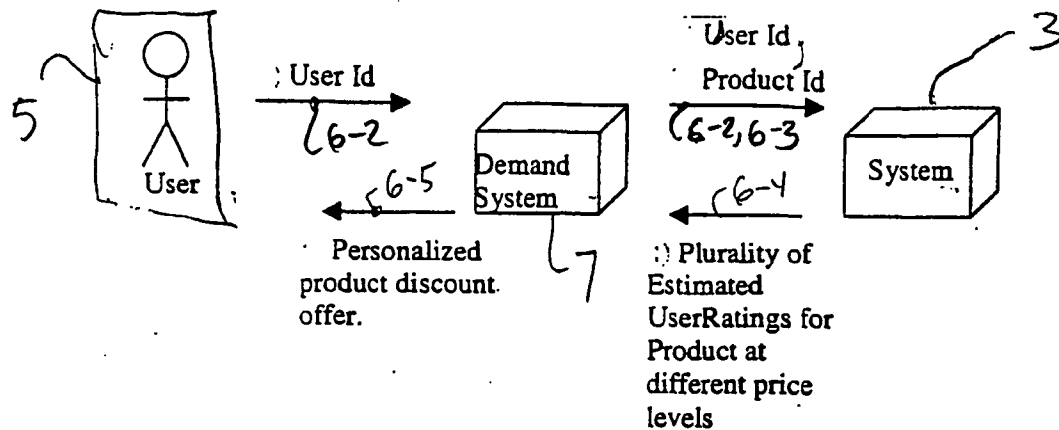 User Id,
3
5
User Id
Product Id
6-2
6-2, 6-3
User
6-5
Demand
System
6-4
System
7
Personalized
product discount
offer.
:) Plurality of
Estimated
UserRatings for
Product at
different price
levels